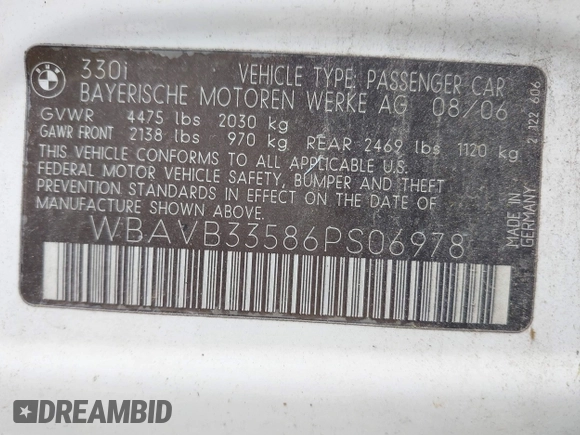 330i VEHICLE TYPE: PASSENGER CAR
BAYERISCHE MOTOREN WERKE AG 08/06
GVWR 4475 lbs 2030 kg
GAWR FRONT 2138 lbs 970 kg REAR 2469 lbs 1120 kg
THIS VEHICLE CONFORMS TO ALL APPLICABLE U.S.
FEDERAL MOTOR VEHICLE SAFETY, BUMPER AND THEFT
PREVENTION STANDARDS IN EFFECT ON THE DATE OF
MANUFACTURE SHOWN ABOVE.
WBAVB33586PS06978
MADE IN
GERMANY
2 122 606
DREAMBID